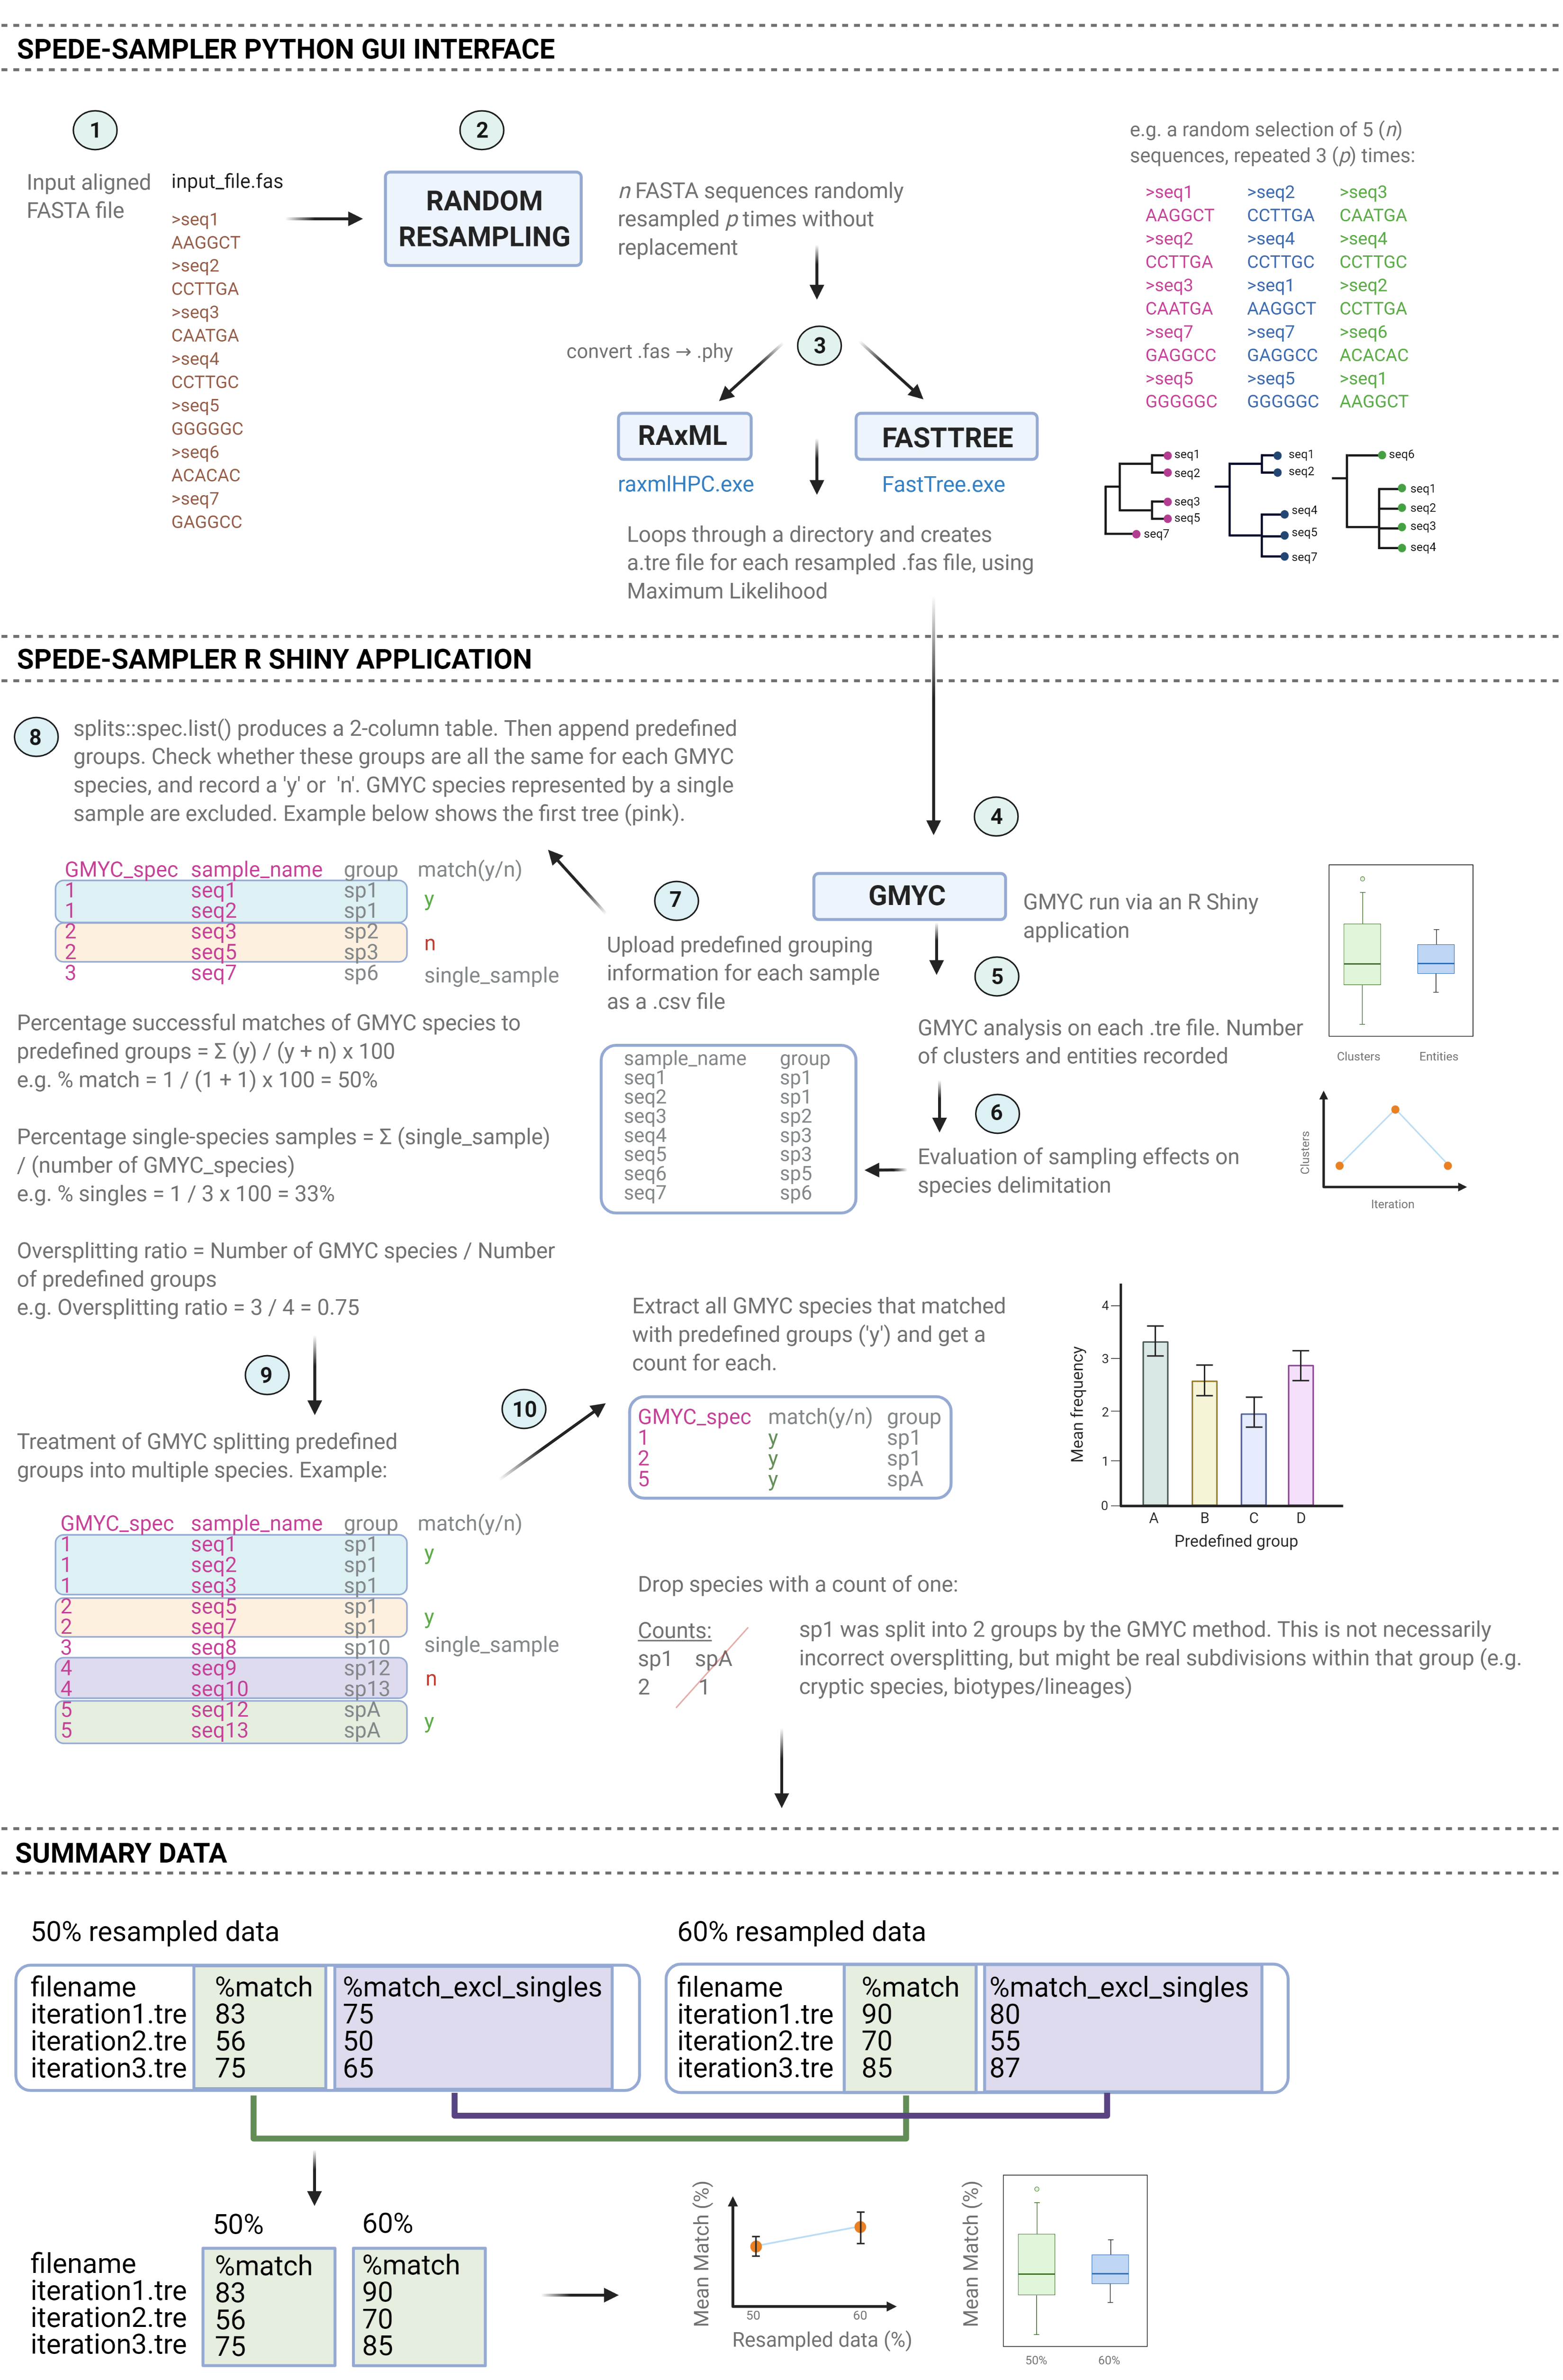 SPEDE-SAMPLER PYTHON GUI INTERFACE
1
Input aligned
FASTA file
input_file.fas
>seq1
AAGGCT
>seq2
CCTTGA
>seq3
CAATGA
>seq4
CCTTGC
>seq5
GGGGGC
>seq6
ACACAC
>seq7
GAGGCC
2
RANDOM
RESAMPLING
n FASTA sequences randomly
resampled p times without
replacement
3
convert .fas → .phy
RAxML
raxmlHPC.exe
FASTTREE
FastTree.exe
Loops through a directory and creates
a.tre file for each resampled .fas file, using
Maximum Likelihood
e.g. a random selection of 5 (n)
sequences, repeated 3 (p) times:
>seq1 >seq2 >seq3
AAGGCT CCTTGA CAATGA
>seq2 >seq4 >seq4
CCTTGA CCTTGC CCTTGC
>seq3 >seq1 >seq2
CAATGA AAGGCT CCTTGA
>seq7 >seq7 >seq6
GAGGCC GAGGCC ACACAC
>seq5 >seq5 >seq1
GGGGGC GGGGGC AAGGCT
seq1
seq2
seq3
seq5
seq7
seq1
seq2
seq4
seq5
seq7
seq6
seq1
seq2
seq3
seq4
SPEDE-SAMPLER R SHINY APPLICATION
4
GMYC
GMYC run via an R Shiny
application
5
GMYC analysis on each .tre file. Number
of clusters and entities recorded
Clusters Entities
6
Evaluation of sampling effects on
species delimitation
Clusters
Iteration
7
Upload predefined grouping
information for each sample
as a .csv file
sample_name group
seq1 sp1
seq2 sp1
seq3 sp2
seq4 sp3
seq5 sp3
seq6 sp5
seq7 sp6
8
splits::spec.list() produces a 2-column table. Then append predefined
groups. Check whether these groups are all the same for each GMYC
species, and record a 'y' or 'n'. GMYC species represented by a single
sample are excluded. Example below shows the first tree (pink).
GMYC_spec sample_name group match(y/n)
1 seq1 sp1
y
1 seq2 sp1
2 seq3 sp2
n
2 seq5 sp3
3 seq7 sp6 single_sample
Percentage successful matches of GMYC species to
predefined groups = Σ (y) / (y + n) x 100
e.g. % match = 1 / (1 + 1) x 100 = 50%
Percentage single-species samples = Σ (single_sample)
/ (number of GMYC_species)
e.g. % singles = 1 / 3 x 100 = 33%
Oversplitting ratio = Number of GMYC species / Number
of predefined groups
e.g. Oversplitting ratio = 3 / 4 = 0.75
9
Treatment of GMYC splitting predefined
groups into multiple species. Example:
GMYC_spec sample_name group match(y/n)
1 seq1 sp1
y
1 seq2 sp1
1 seq3 sp1
2 seq5 sp1
y
2 seq7 sp1
3 seq8 sp10 single_sample
4 seq9 sp12
n
4 seq10 sp13
5 seq12 spA
y
5 seq13 spA
10
Extract all GMYC species that matched
with predefined groups ('y') and get a
count for each.
GMYC_spec match(y/n) group
1 y sp1
2 y sp1
5 y spA
Mean frequency
4
3
2
1
0
A B C D
Predefined group
Drop species with a count of one:
Counts:
sp1 spA
2 1
sp1 was split into 2 groups by the GMYC method. This is not necessarily
incorrect oversplitting, but might be real subdivisions within that group (e.g.
cryptic species, biotypes/lineages)
SUMMARY DATA
50% resampled data
filename %match %match_excl_singles
iteration1.tre 83 75
iteration2.tre 56 50
iteration3.tre 75 65
60% resampled data
filename %match %match_excl_singles
iteration1.tre 90 80
iteration2.tre 70 55
iteration3.tre 85 87
50% 60%
filename %match %match
iteration1.tre 83 90
iteration2.tre 56 70
iteration3.tre 75 85
Mean Match (%)
50 60
Resampled data (%)
Mean Match (%)
50% 60%